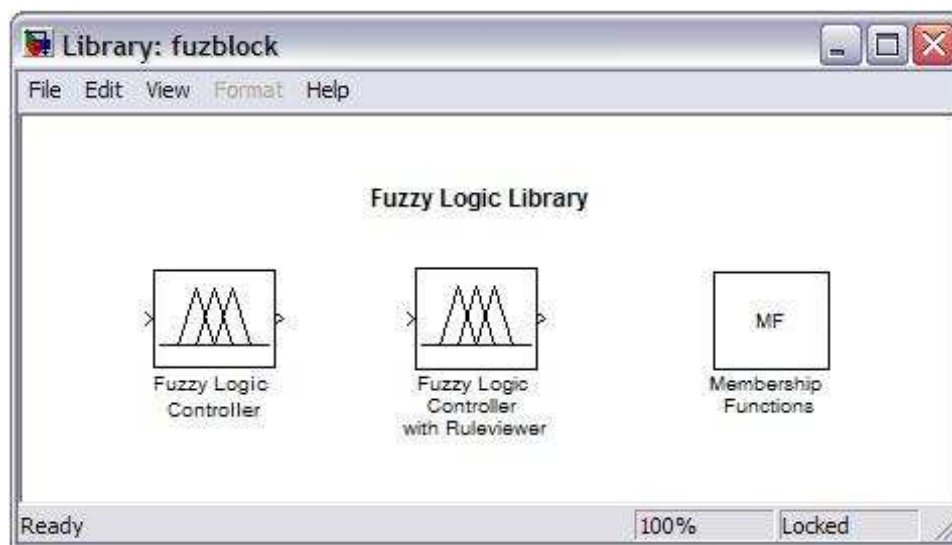 Library: fuzblock
File Edit View Format Help
Fuzzy Logic Library
Fuzzy Logic
Controller
Fuzzy Logic
Controller
with Ruleviewer
MF
Membership
Functions
Ready 100% Locked